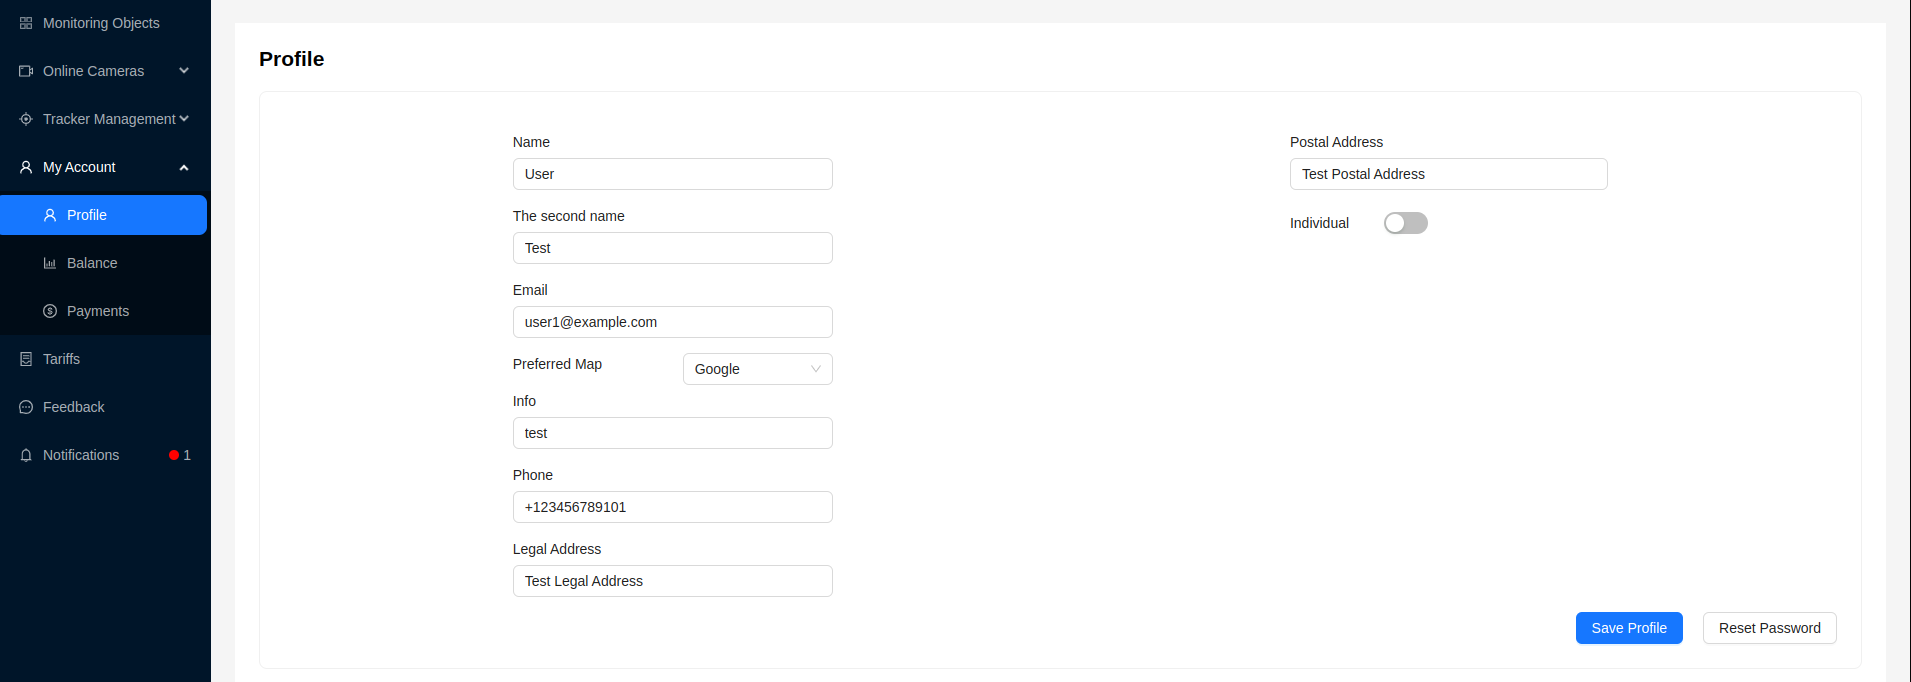 Monitoring Objects
Online Cameras
Tracker Management
My Account
Profile
Balance
Payments
Tariffs
Feedback
Notifications 1
Profile
Name
User
The second name
Test
Email
user1@example.com
Preferred Map Google
Info
test
Phone
+123456789101
Legal Address
Test Legal Address
Postal Address
Test Postal Address
Individual
Save Profile Reset Password